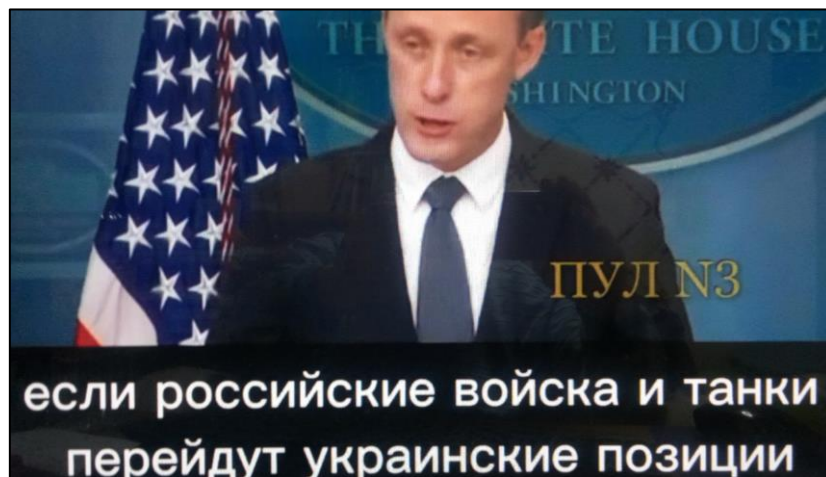 TH TE HOUSE
SHINGTON
ПУЛ N3
если российские войска и танки
перейдут украинские позиции